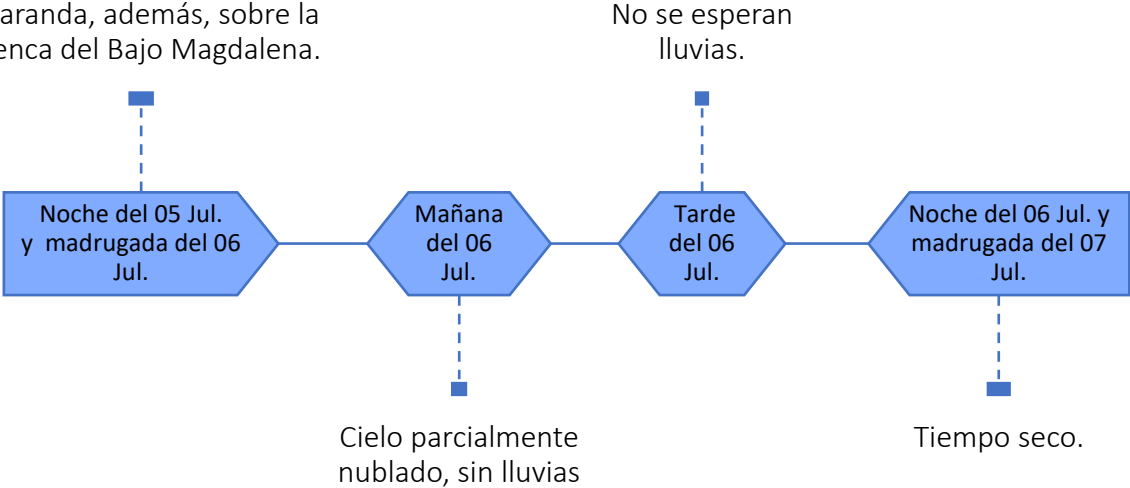 además, sobre la
del Bajo Magdalena.
No se esperan
lluvias.
Noche del 05 Jul.
y madrugada del 06
Jul.
Mañana
del 06
Jul.
Tarde
del 06
Jul.
Noche del 06 Jul. y
madrugada del 07
Jul.
Cielo parcialmente
nublado, sin lluvias
Tiempo seco.